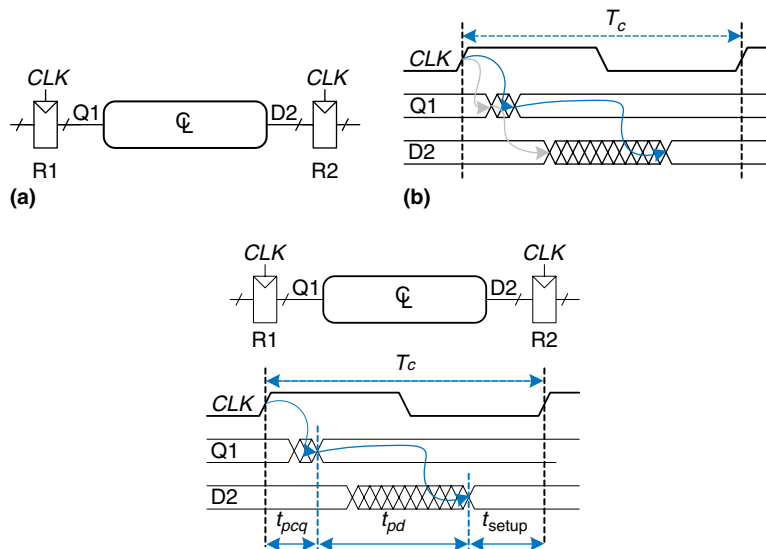 CLK CLK
Q1 CL D2
R1 R2
(a)
Tc
CLK
Q1
D2
(b)
CLK CLK
Q1 CL D2
R1 R2
Tc
CLK
Q1
D2
tpcq tpd tsetup